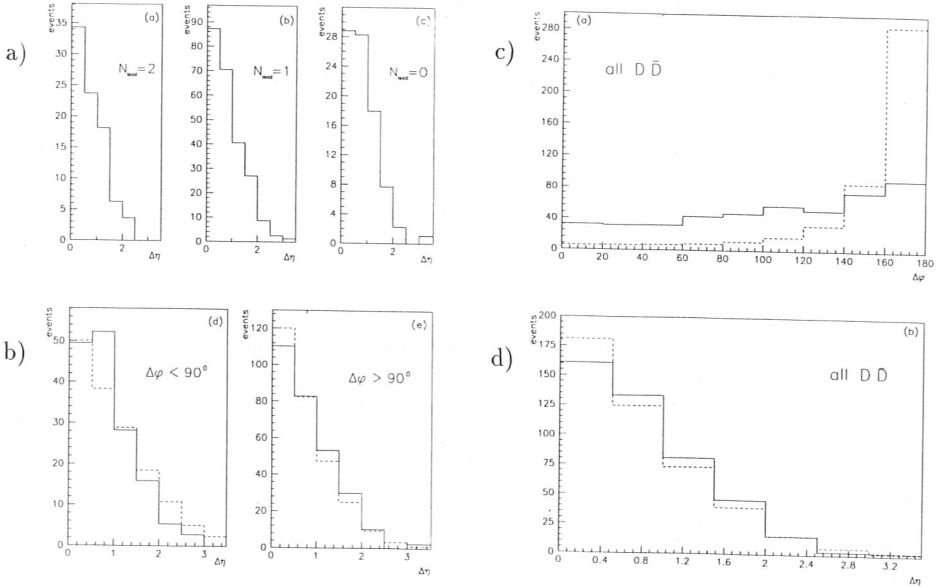 a)
events
35
30
25
20
15
10
5
0
0
2
Δη
(a)
N_lead=2
events
90
80
70
60
50
40
30
20
10
0
0
2
Δη
(b)
N_lead=1
events
28
24
20
16
12
8
4
0
0
2
Δη
(c)
N_lead=0
c)
events
280
240
200
160
120
80
40
0
0
20
40
60
80
100
120
140
160
180
Δφ
(a)
all D D̄
b)
events
50
40
30
20
10
0
0
1
2
3
Δη
(d)
Δφ < 90°
events
120
100
80
60
40
20
0
0
1
2
3
Δη
(e)
Δφ > 90°
d)
events
200
175
150
125
100
75
50
25
0
0
0.4
0.8
1.2
1.6
2.0
2.4
2.8
3.2
Δη
(b)
all D D̄